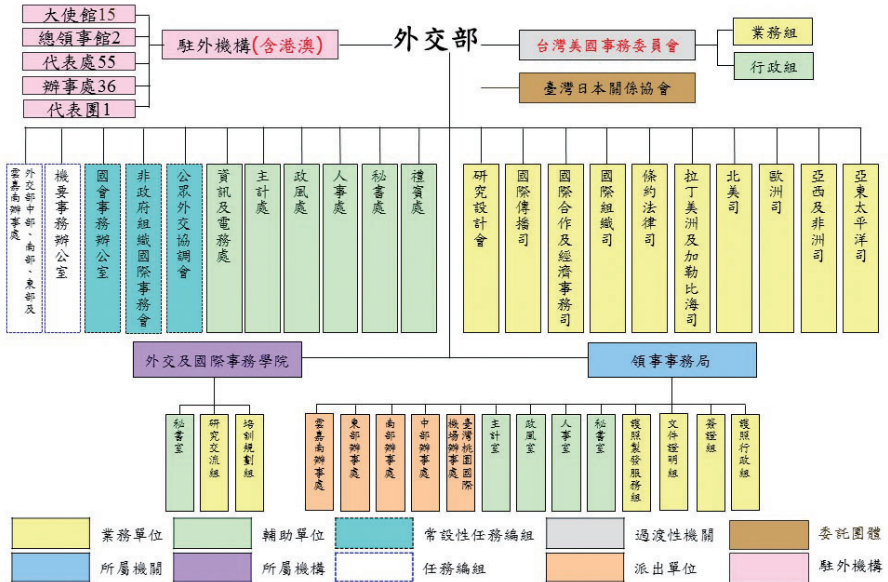 大使館15
總領事館2
代表處55
辦事處36
代表團1
駐外機構(含港澳)
外交部
台灣美國事務委員會
業務組
行政組
臺灣日本關係協會
外交部中部、南部、東部及
雲嘉南辦事處
機要事務辦公室
國會事務辦公室
非政府組織國際事務會
公眾外交協調會
資訊及電務處
主計處
政風處
人事處
秘書處
禮賓處
研究設計會
國際傳播司
國際合作及經濟事務司
國際組織司
條約法律司
拉丁美洲及加勒比海司
北美司
歐洲司
亞西及非洲司
亞東太平洋司
外交及國際事務學院
領事事務局
秘書室
研究交流組
培訓規劃組
雲嘉南辦事處
東部辦事處
南部辦事處
中部辦事處
臺灣桃園國際
機場辦事處
主計室
政風室
人事室
秘書室
護照製發服務組
文件證明組
簽證組
護照行政組
業務單位
輔助單位
常設性任務編組
過渡性機關
委託團體
所屬機關
所屬機構
任務編組
派出單位
駐外機構